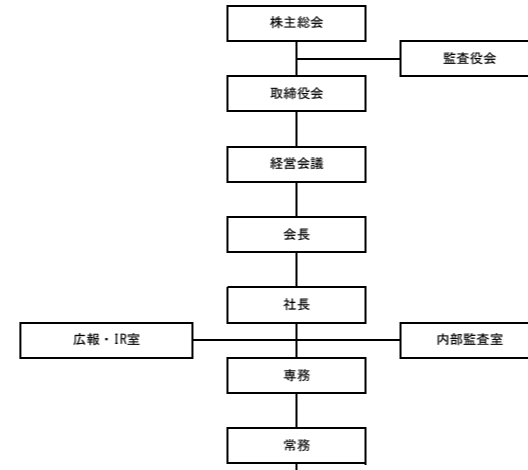 株主総会
監査役会
取締役会
経営会議
会長
社長
広報・IR室
内部監査室
専務
常務